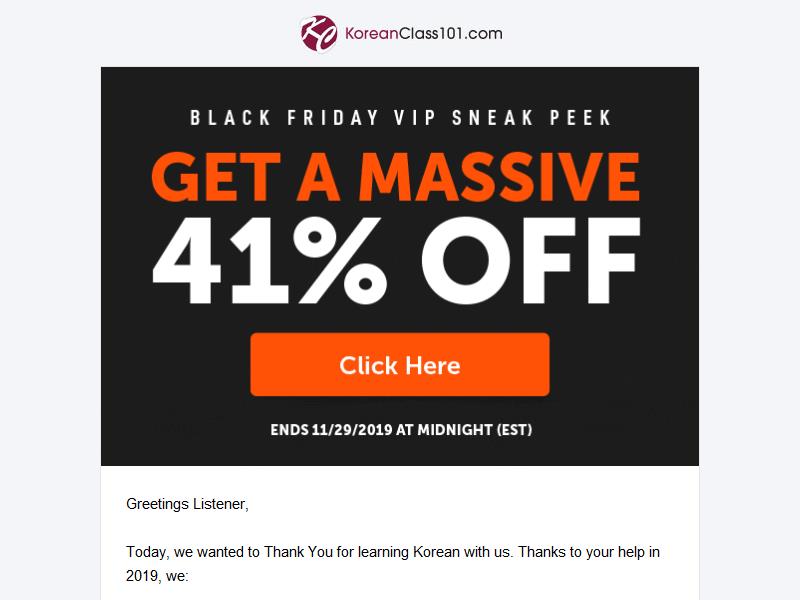 KC KoreanClass101.com
BLACK FRIDAY VIP SNEAK PEEK
GET A MASSIVE
41% OFF
Click Here
ENDS 11/29/2019 AT MIDNIGHT (EST)
Greetings Listener,
Today, we wanted to Thank You for learning Korean with us. Thanks to your help in
2019, we: